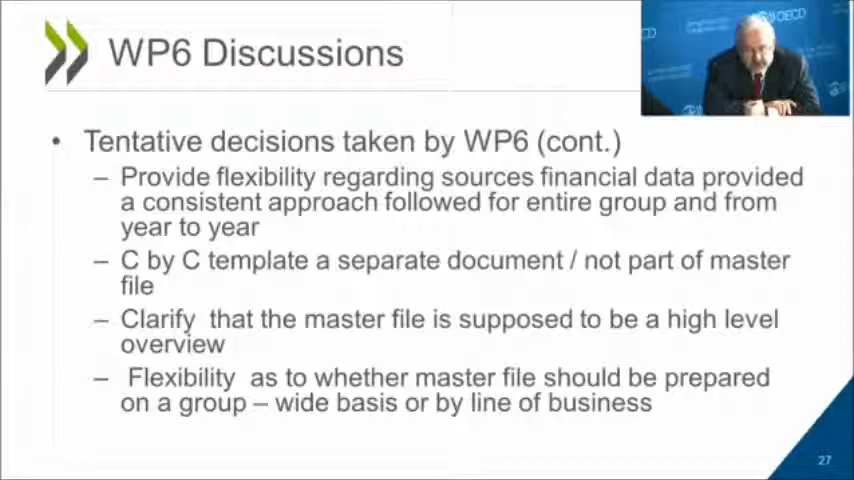 WP6 Discussions
OECD
• Tentative decisions taken by WP6 (cont.)
– Provide flexibility regarding sources financial data provided
a consistent approach followed for entire group and from
year to year
– C by C template a separate document / not part of master
file
– Clarify that the master file is supposed to be a high level
overview
– Flexibility as to whether master file should be prepared
on a group – wide basis or by line of business
27